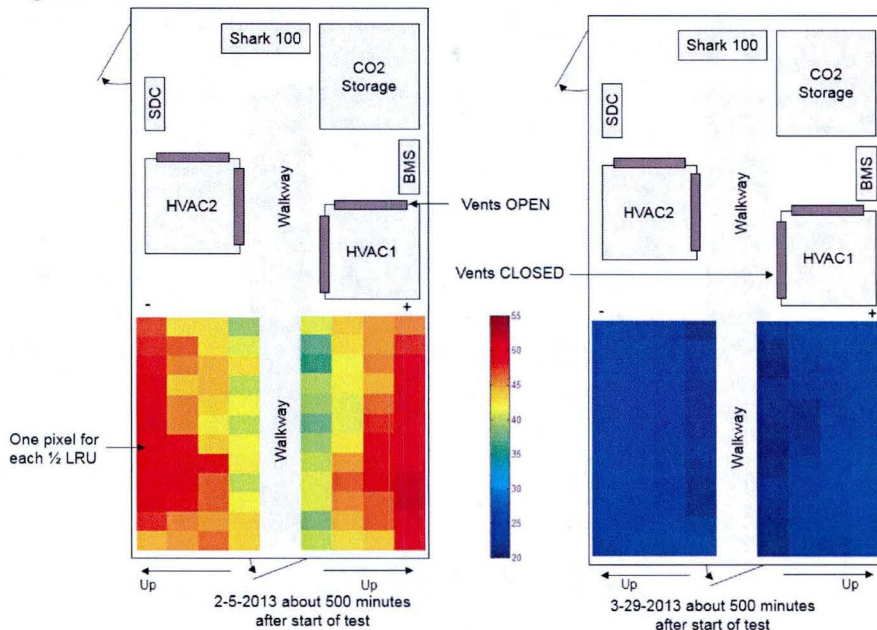 Shark 100
CO2
Storage
SDC
BMS
HVAC2
Walkway
HVAC1
-
+
Walkway
One pixel for
each ½ LRU
Up
Up
2-5-2013 about 500 minutes
after start of test
Vents OPEN
Vents CLOSED
55
50
45
40
35
30
25
20
Shark 100
CO2
Storage
SDC
BMS
HVAC2
Walkway
HVAC1
-
+
Walkway
Up
Up
3-29-2013 about 500 minutes
after start of test